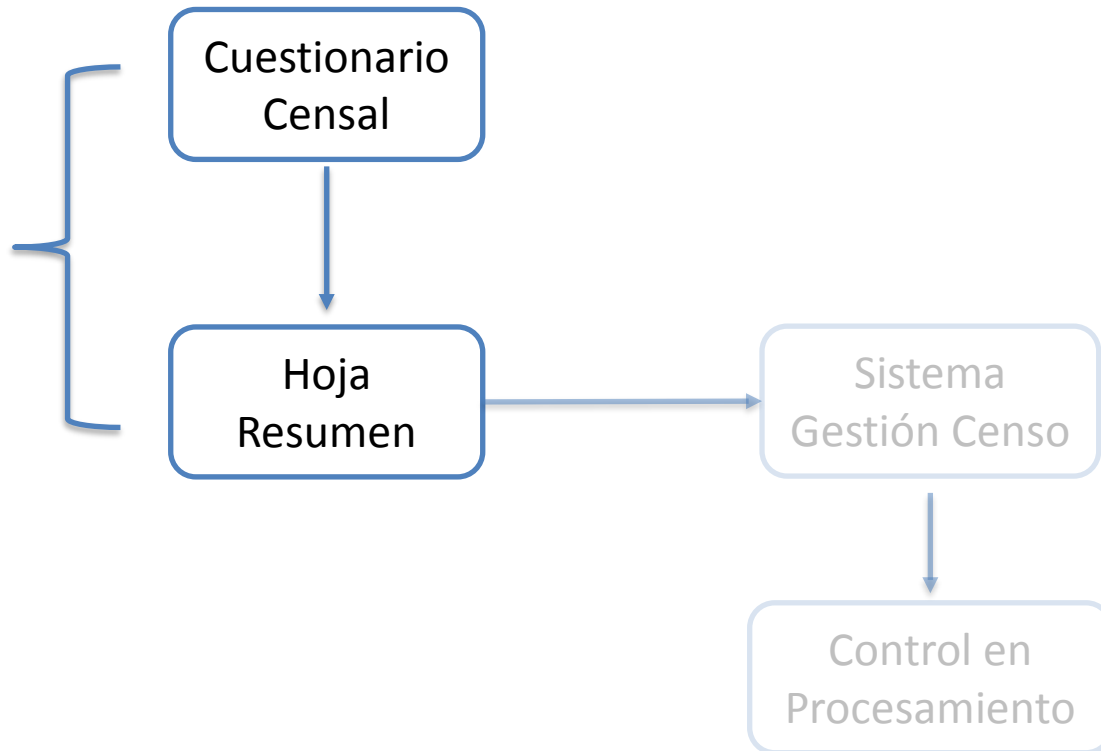 Cuestionario
Censal
Hoja
Resumen
Sistema
Gestión Censo
Control en
Procesamiento